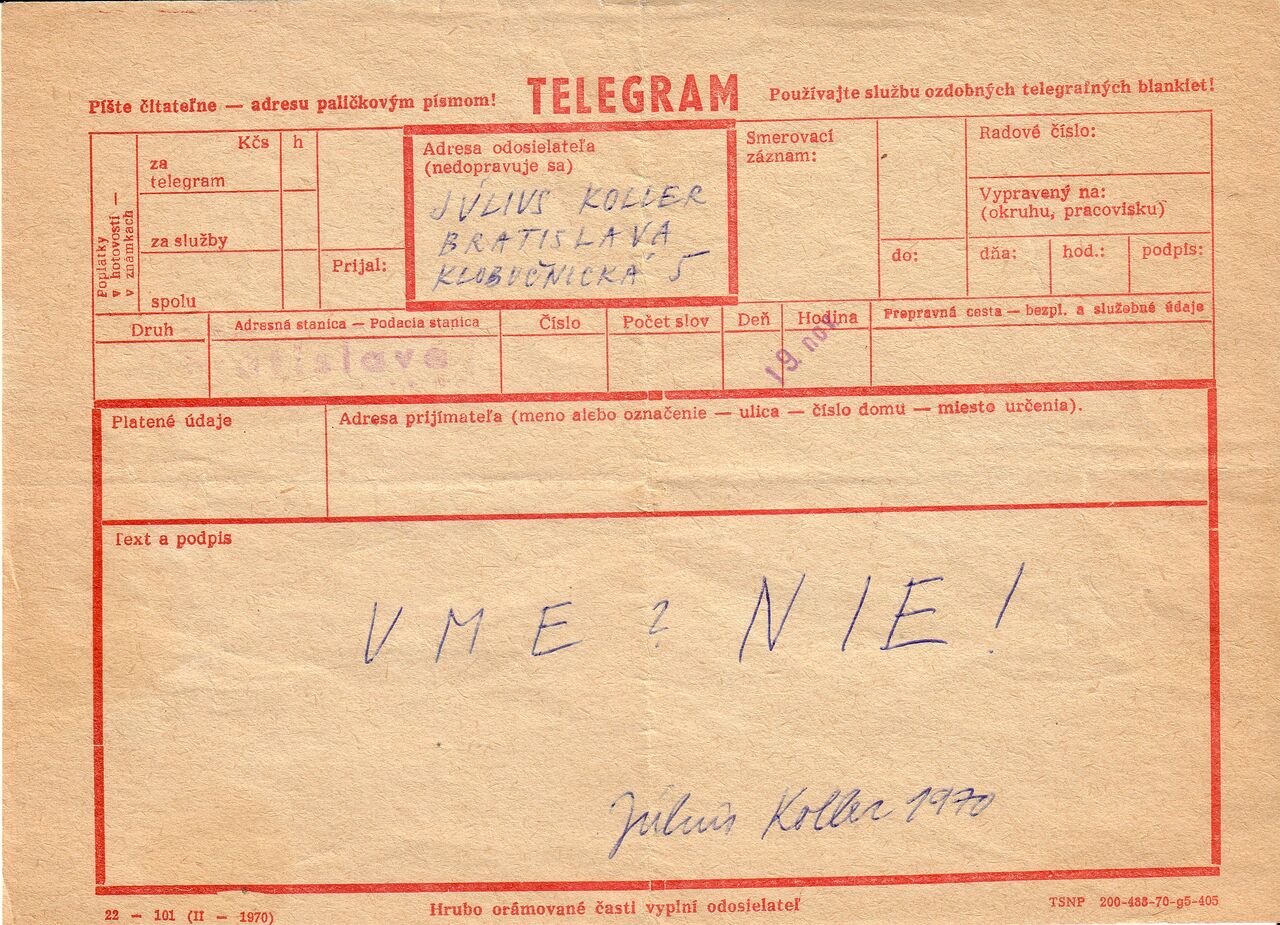 Píšte čitateľne — adresu paličkovým písmom!
TELEGRAM
Používajte službu ozdobných telegrafných blankiet!
Poplatky
v hotovosti —
v známkach
Kčs
h
za
telegram
za služby
spolu
Prijal:
Adresa odosielateľa
(nedopravuje sa)
JÚLIUS KOLLER
BRATISLAVA
KLOBUČNICKÁ 5
Smerovací
záznam:
Radové číslo:
Vypravený na:
(okruhu, pracovisku)
do:
dňa:
hod.:
podpis:
Druh
Adresná stanica — Podacia stanica
Číslo
Počet slov
Deň
Hodina
Prepravná cesta — bezpl. a služobné údaje
19. nov.
Platené údaje
Adresa prijímateľa (meno alebo označenie — ulica — číslo domu — miesto určenia).
Text a podpis
VME ? NIE!
Július Koller 1970
22 — 101 (II — 1970)
Hrubo orámované časti vyplní odosielateľ
TSNP 200-488-70-g5-405